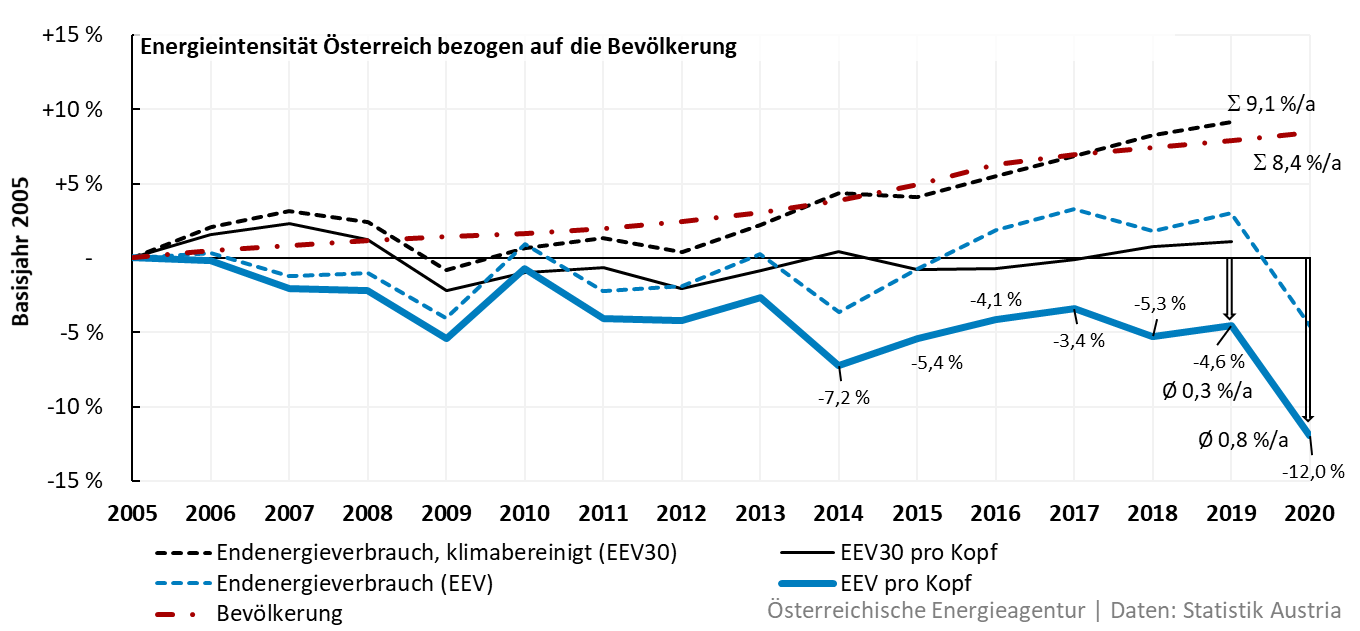 Energieintensität Österreich bezogen auf die Bevölkerung
Basisjahr 2005
+15 %
+10 %
+5 %
-
-5 %
-10 %
-15 %
Σ 9,1 %/a
Σ 8,4 %/a
-7,2 %
-5,4 %
-4,1 %
-3,4 %
-5,3 %
-4,6 %
Ø 0,3 %/a
Ø 0,8 %/a
-12,0 %
2005 2006 2007 2008 2009 2010 2011 2012 2013 2014 2015 2016 2017 2018 2019 2020
Endenergieverbrauch, klimabereinigt (EEV30)
EEV30 pro Kopf
Endenergieverbrauch (EEV)
EEV pro Kopf
Bevölkerung
Österreichische Energieagentur | Daten: Statistik Austria